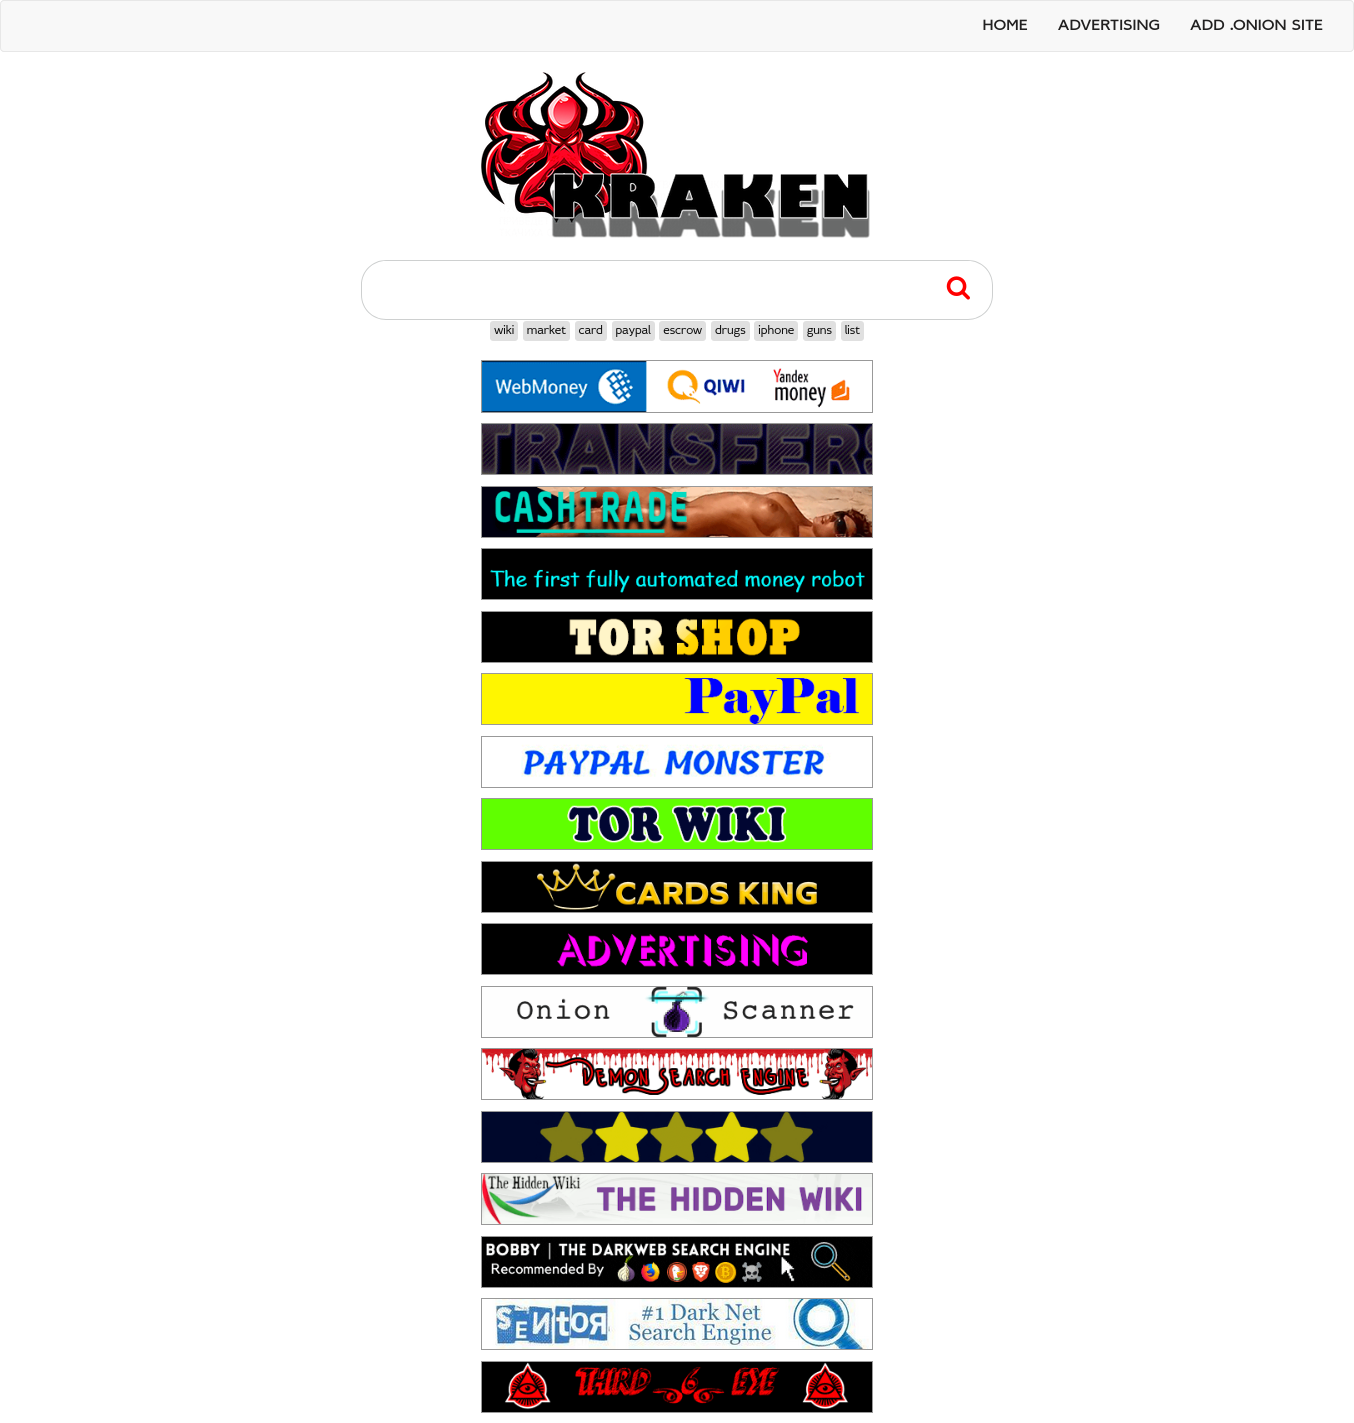 HOME ADVERTISING ADD .ONION SITE
KRAKEN
wiki market card paypal escrow drugs iphone guns list
WebMoney QIWI Yandex money
TRANSFERS
CASHTRADE
The first fully automated money robot
TOR SHOP
PayPal
PAYPAL MONSTER
TOR WIKI
CARDS KING
ADVERTISING
Onion Scanner
DEMON SEARCH ENGINE
The Hidden Wiki THE HIDDEN WIKI
BOBBY | THE DARKWEB SEARCH ENGINE
Recommended By
SENtOR #1 Dark Net
Search Engine
THIRD 6 EYE